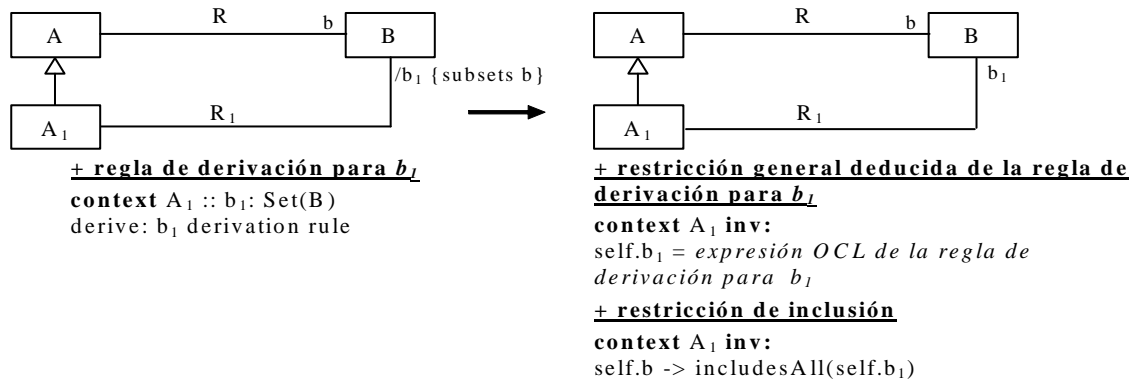 R
b
A
B
/b₁ {subsets b}
R₁
A₁
+ regla de derivación para b₁
context A₁ :: b₁: Set(B)
derive: b₁ derivation rule
R
b
A
B
b₁
R₁
A₁
+ restricción general deducida de la regla de
derivación para b₁
context A₁ inv:
self.b₁ = expresión OCL de la regla de
derivación para b₁
+ restricción de inclusión
context A₁ inv:
self.b -> includesAll(self.b₁)